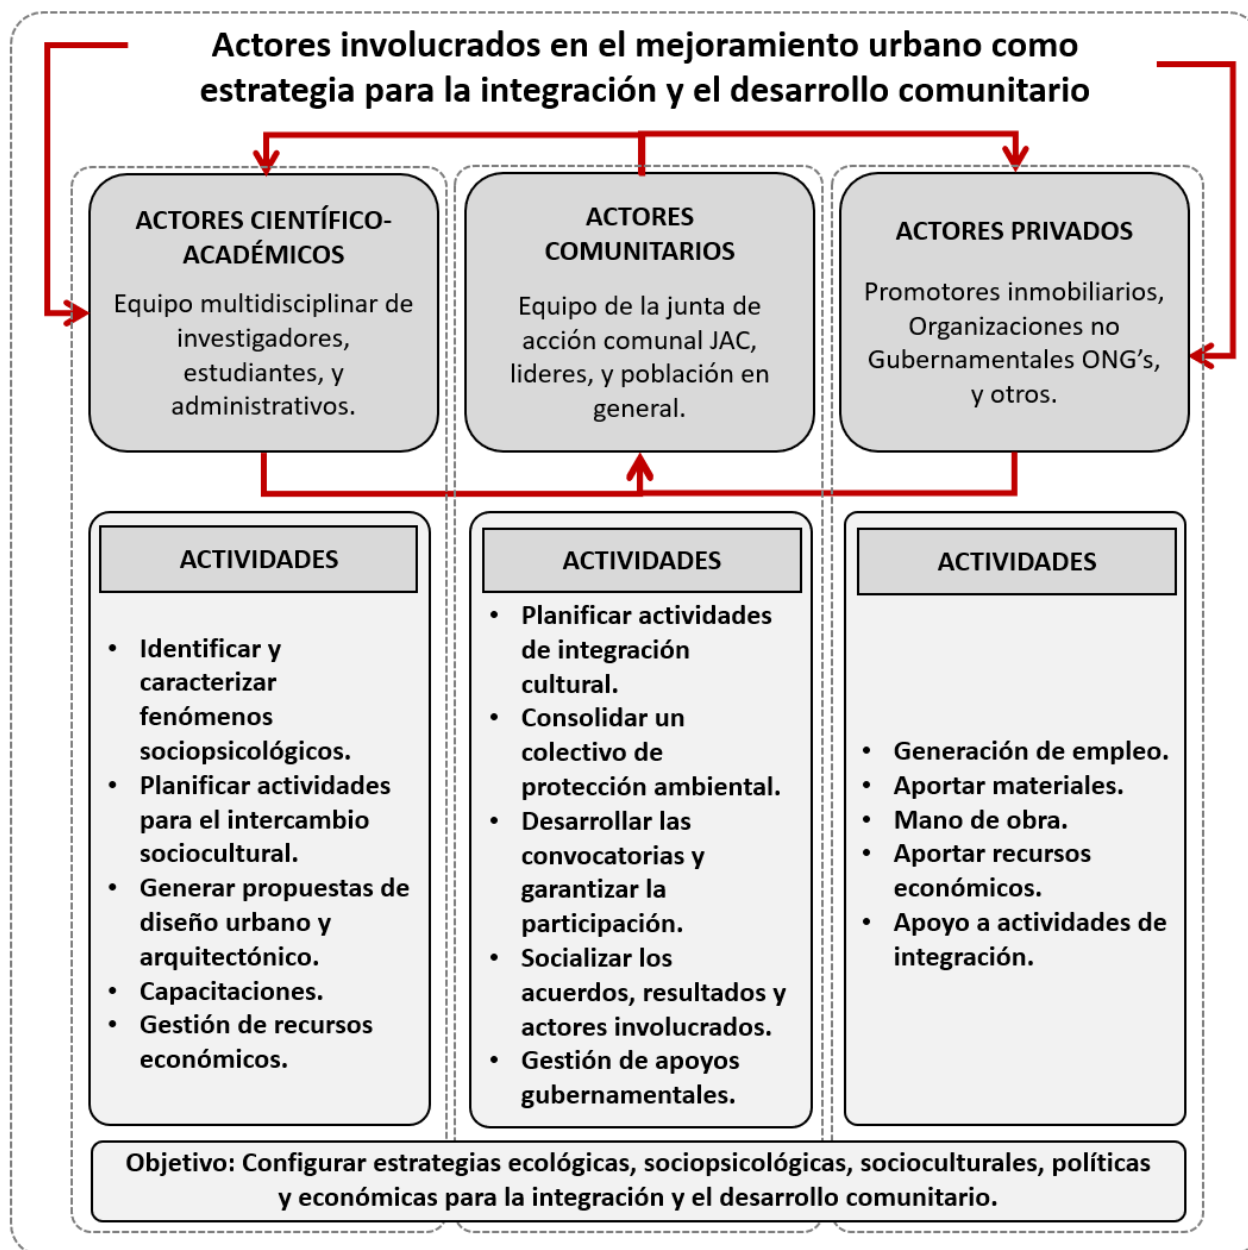 Actores involucrados en el mejoramiento urbano como
estrategia para la integración y el desarrollo comunitario
ACTORES CIENTÍFICO-
ACADÉMICOS
Equipo multidisciplinar de
investigadores,
estudiantes, y
administrativos.
ACTORES
COMUNITARIOS
Equipo de la junta de
acción comunal JAC,
lideres, y población en
general.
ACTORES PRIVADOS
Promotores inmobiliarios,
Organizaciones no
Gubernamentales ONG’s,
y otros.
ACTIVIDADES
• Identificar y
caracterizar
fenómenos
sociopsicológicos.
• Planificar actividades
para el intercambio
sociocultural.
• Generar propuestas de
diseño urbano y
arquitectónico.
• Capacitaciones.
• Gestión de recursos
económicos.
ACTIVIDADES
• Planificar actividades
de integración
cultural.
• Consolidar un
colectivo de
protección ambiental.
• Desarrollar las
convocatorias y
garantizar la
participación.
• Socializar los
acuerdos, resultados y
actores involucrados.
• Gestión de apoyos
gubernamentales.
ACTIVIDADES
• Generación de empleo.
• Aportar materiales.
• Mano de obra.
• Aportar recursos
económicos.
• Apoyo a actividades de
integración.
Objetivo: Configurar estrategias ecológicas, sociopsicológicas, socioculturales, políticas
y económicas para la integración y el desarrollo comunitario.